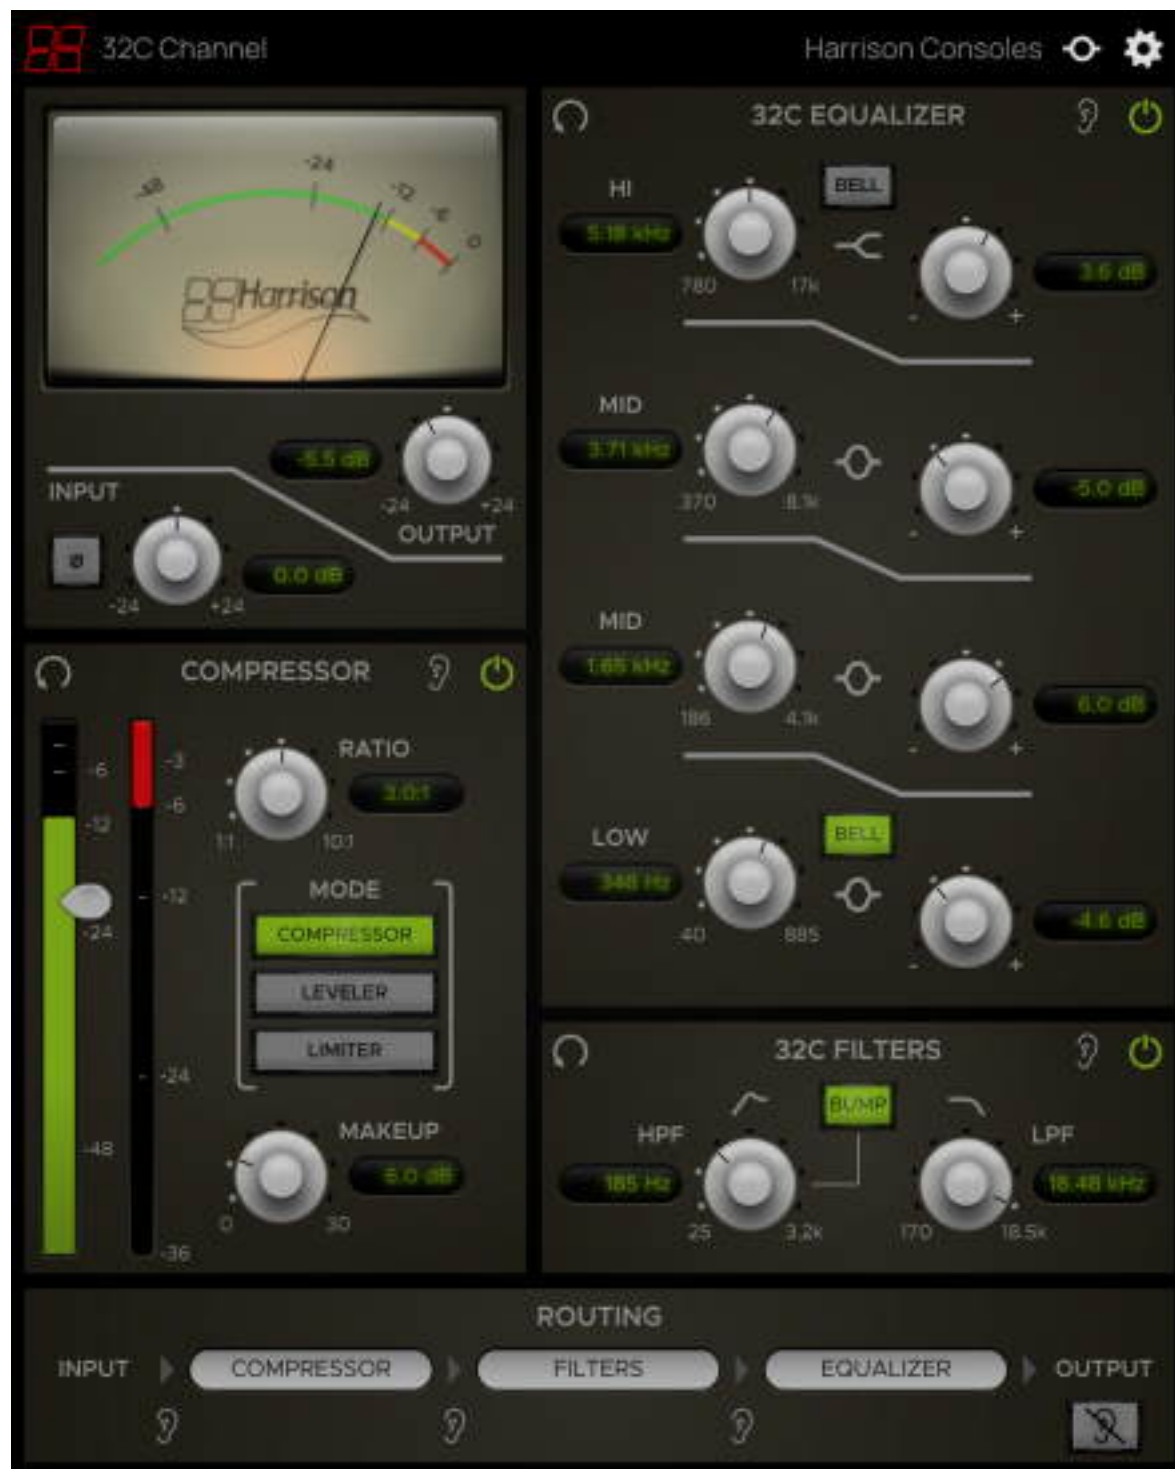 32C Channel
Harrison Consoles
-48
-24
-12
-6
0
Harrison
-5.5 dB
-24
+24
OUTPUT
INPUT
Ø
0.0 dB
-24
+24
COMPRESSOR
-6
-12
-24
-48
-3
-6
-12
-24
-36
RATIO
3.0:1
1:1
10:1
MODE
COMPRESSOR
LEVELER
LIMITER
MAKEUP
6.0 dB
0
30
32C EQUALIZER
HI
5.18 kHz
780
17k
BELL
3.6 dB
-
+
MID
3.71 kHz
370
8.1k
-5.0 dB
-
+
MID
1.65 kHz
186
4.1k
6.0 dB
-
+
LOW
346 Hz
40
885
BELL
-4.6 dB
-
+
32C FILTERS
HPF
185 Hz
25
3.2k
BUMP
LPF
18.48 kHz
170
18.5k
ROUTING
INPUT
COMPRESSOR
FILTERS
EQUALIZER
OUTPUT